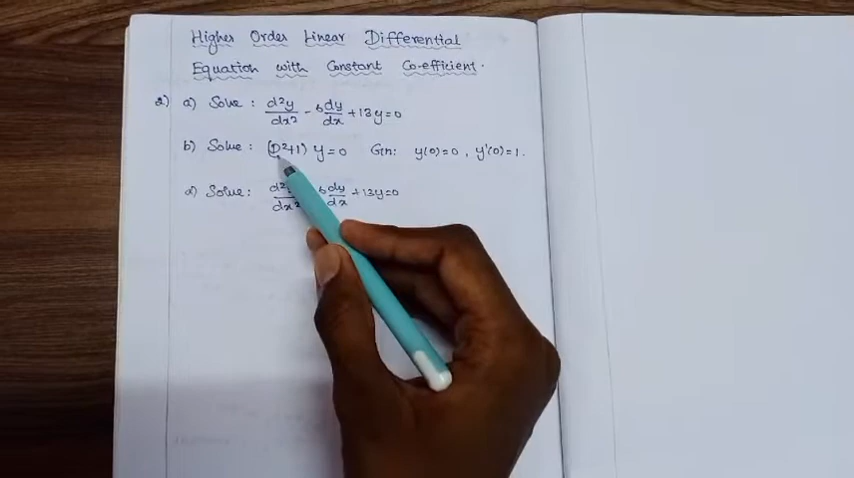 Higher Order Linear Differential
Equation with Constant Co-efficient.
2) a) Solve : d²y/dx² - 6dy/dx + 13y = 0
b) Solve : (D²+1) y = 0 Gn: y(0)=0 , y'(0)=1.
a) Solve : d²y/dx² 6dy/dx + 13y=0